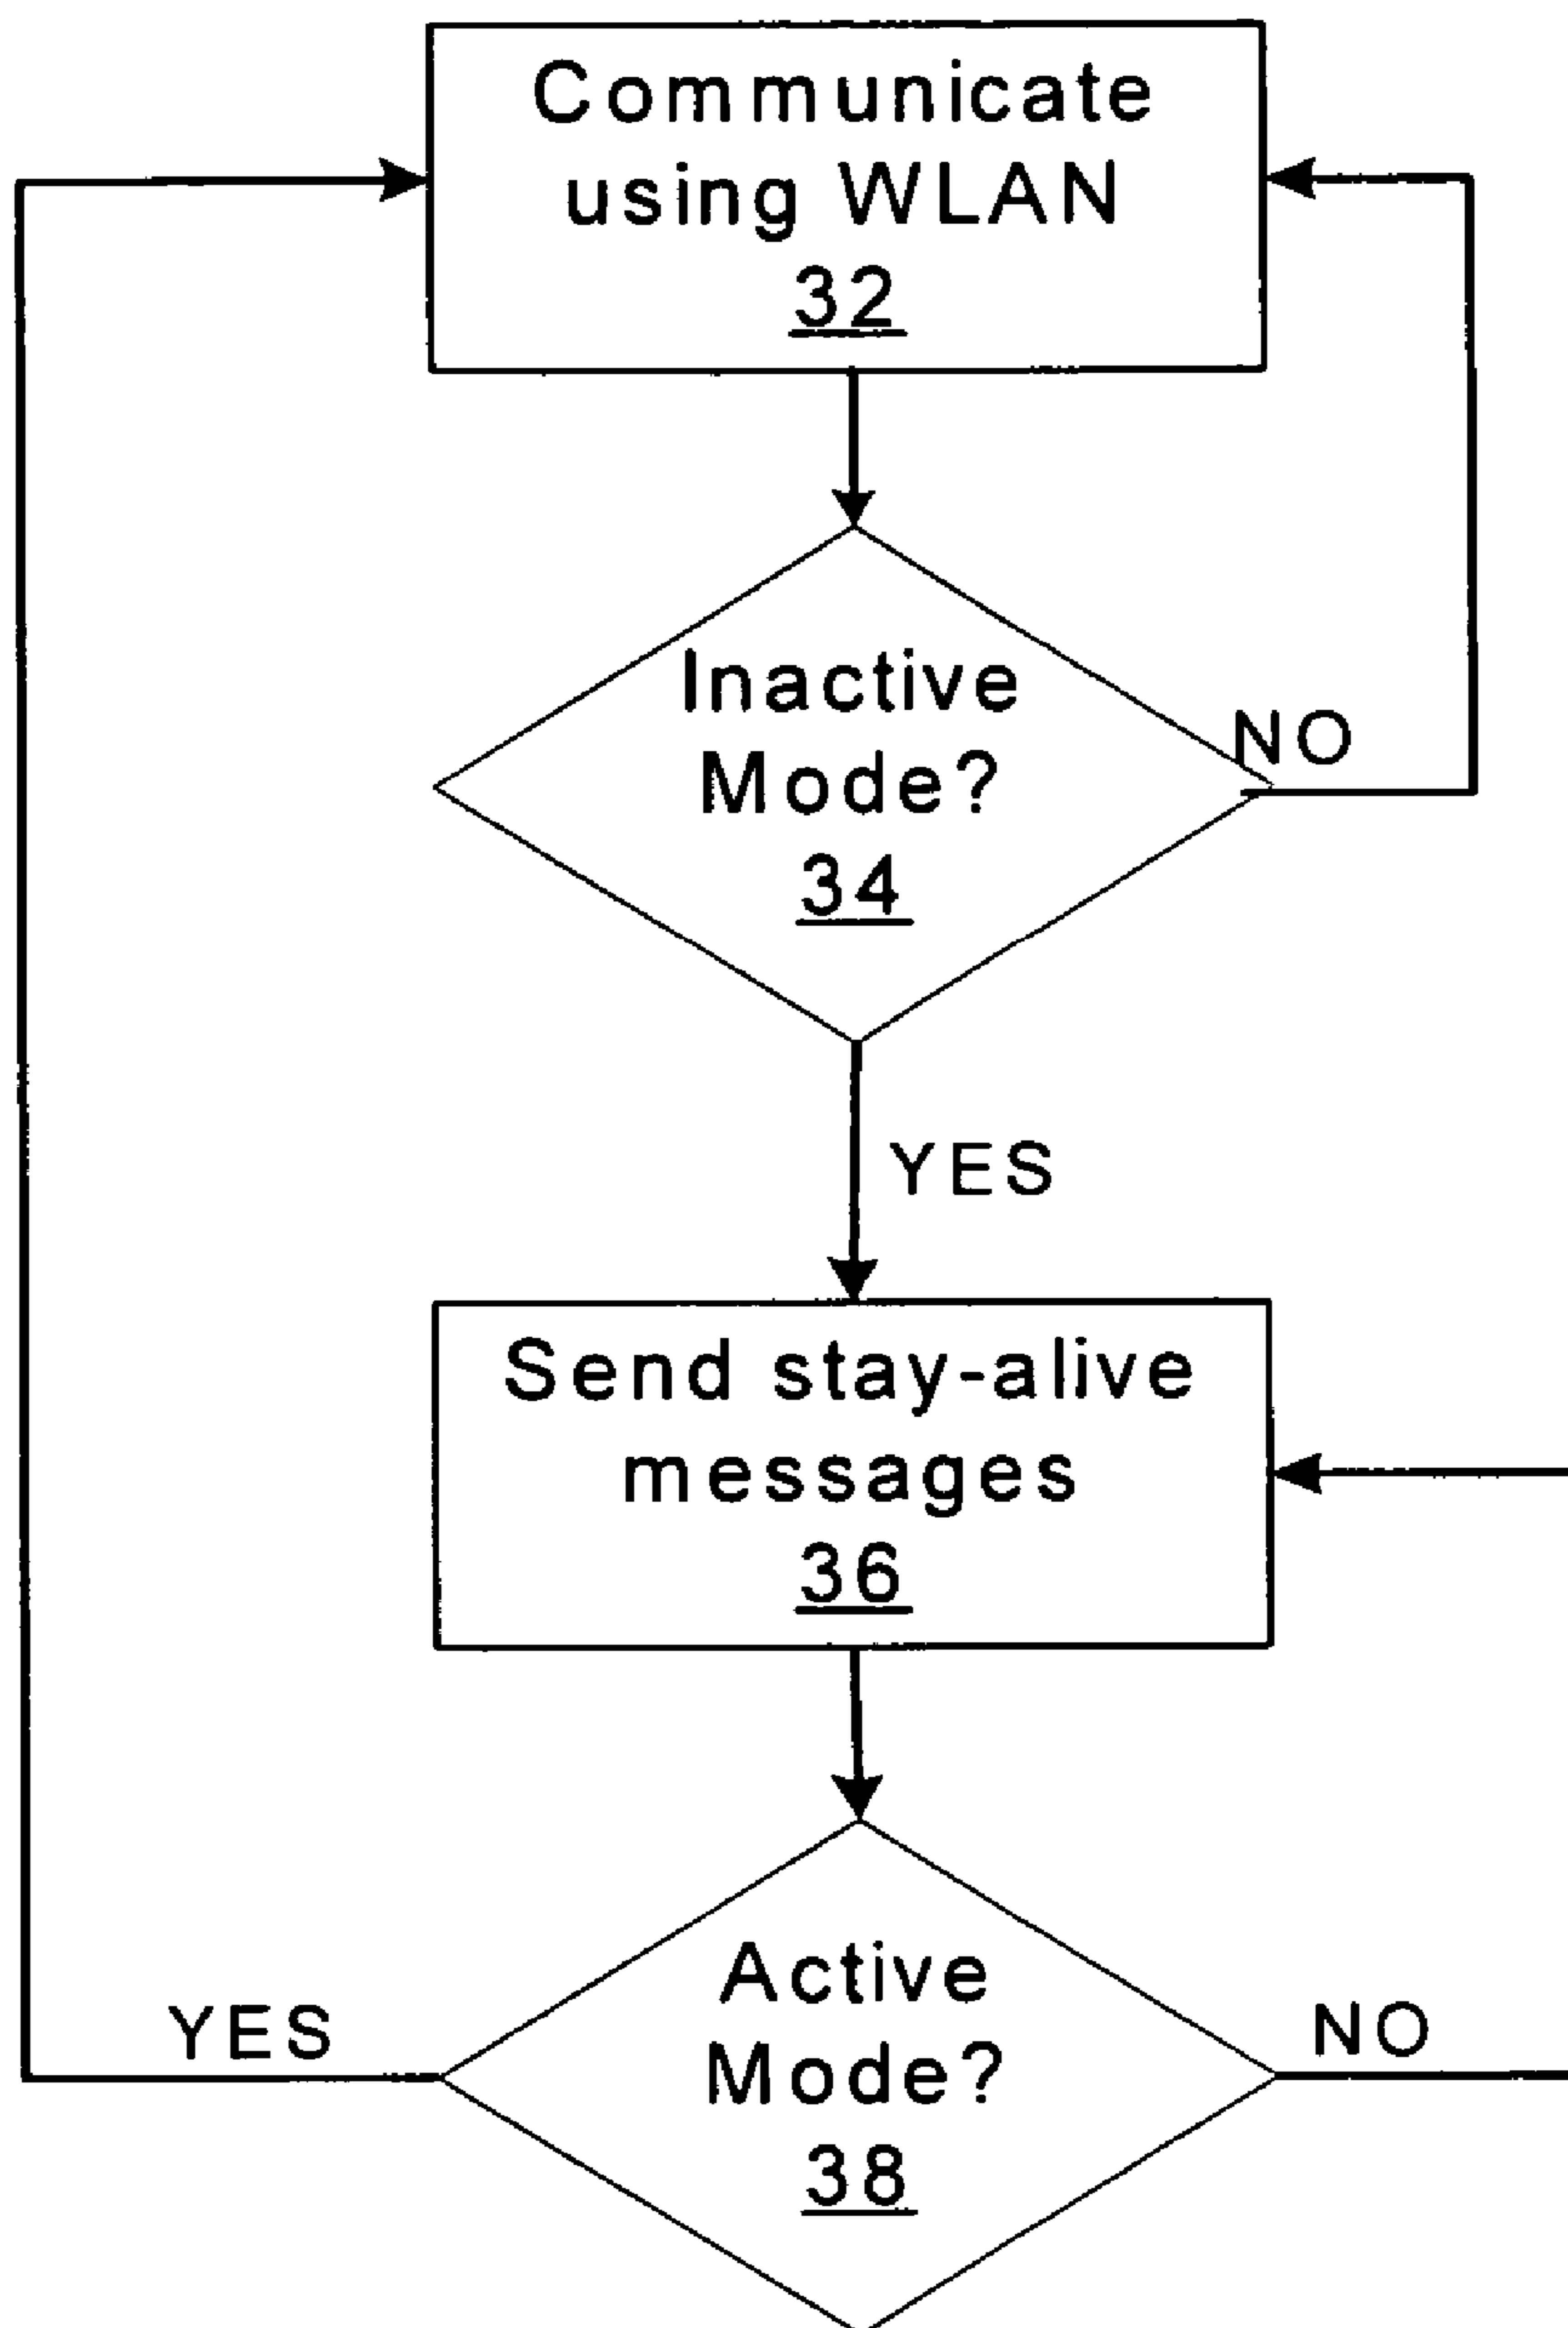 Communicate
using WLAN
32
Inactive
Mode?
34
NO
YES
Send stay-alive
messages
36
Active
Mode?
38
YES
NO